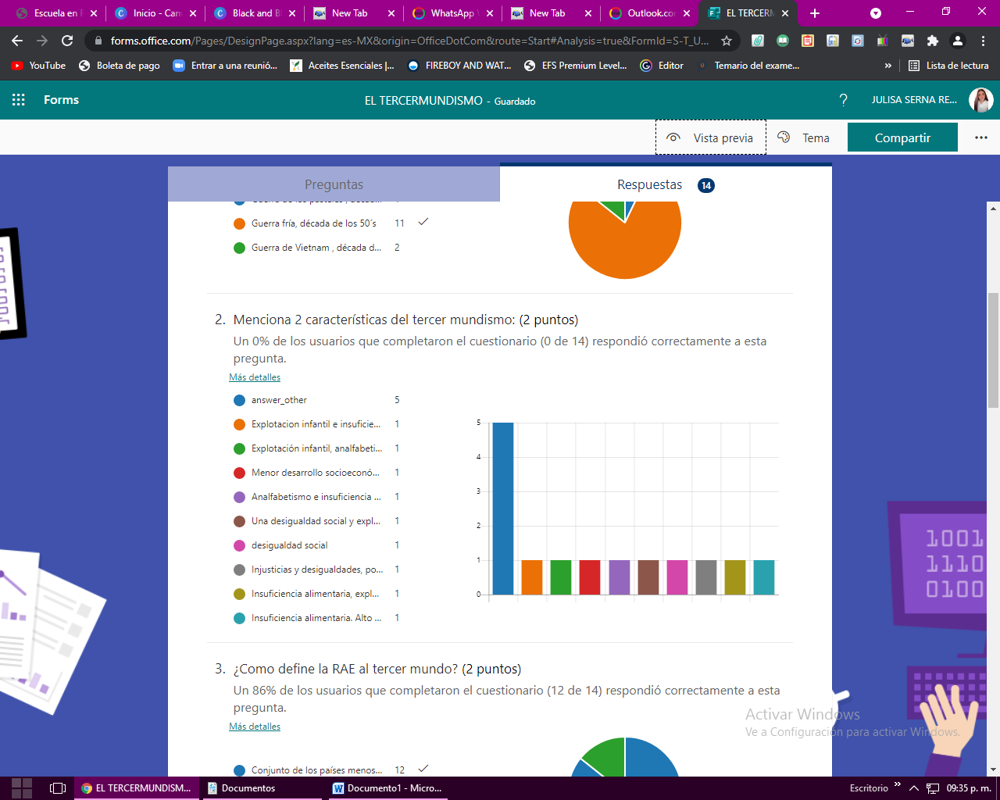 Escuela en F
Inicio - Can
Black and B
New Tab
WhatsApp V
New Tab
Outlook.co
EL TERCERM
forms.office.com/Pages/DesignPage.aspx?lang=es-MX&origin=OfficeDotCom&route=Start#Analysis=true&FormId=S-T_U...
YouTube
Boleta de pago
Entrar a una reunió...
Aceites Esenciales |...
FIREBOY AND WAT...
EFS Premium Level...
Editor
Temario del exame...
»
Lista de lectura
Forms
EL TERCERMUNDISMO - Guardado
?
JULISA SERNA RE...
Vista previa
Tema
Compartir
...
Preguntas
Respuestas 14
Guerra fría, década de los 50´s 11
Guerra de Vietnam , década d... 2
2. Menciona 2 características del tercer mundismo: (2 puntos)
Un 0% de los usuarios que completaron el cuestionario (0 de 14) respondió correctamente a esta
pregunta.
Más detalles
answer_other 5
Explotacion infantil e insuficie... 1
Explotación infantil, analfabeti... 1
Menor desarrollo socioeconó... 1
Analfabetismo e insuficiencia ... 1
Una desigualdad social y expl... 1
desigualdad social 1
Injusticias y desigualdades, po... 1
Insuficiencia alimentaria, expl... 1
Insuficiencia alimentaria. Alto ... 1
5
4
3
2
1
0
3. ¿Como define la RAE al tercer mundo? (2 puntos)
Un 86% de los usuarios que completaron el cuestionario (12 de 14) respondió correctamente a esta
pregunta.
Más detalles
Conjunto de los países menos... 12
1001
1110
0100
Activar Windows
Ve a Configuración para activar Windows.
EL TERCERMUNDISM...
Documentos
Documento1 - Micro...
Escritorio
»
09:35 p. m.